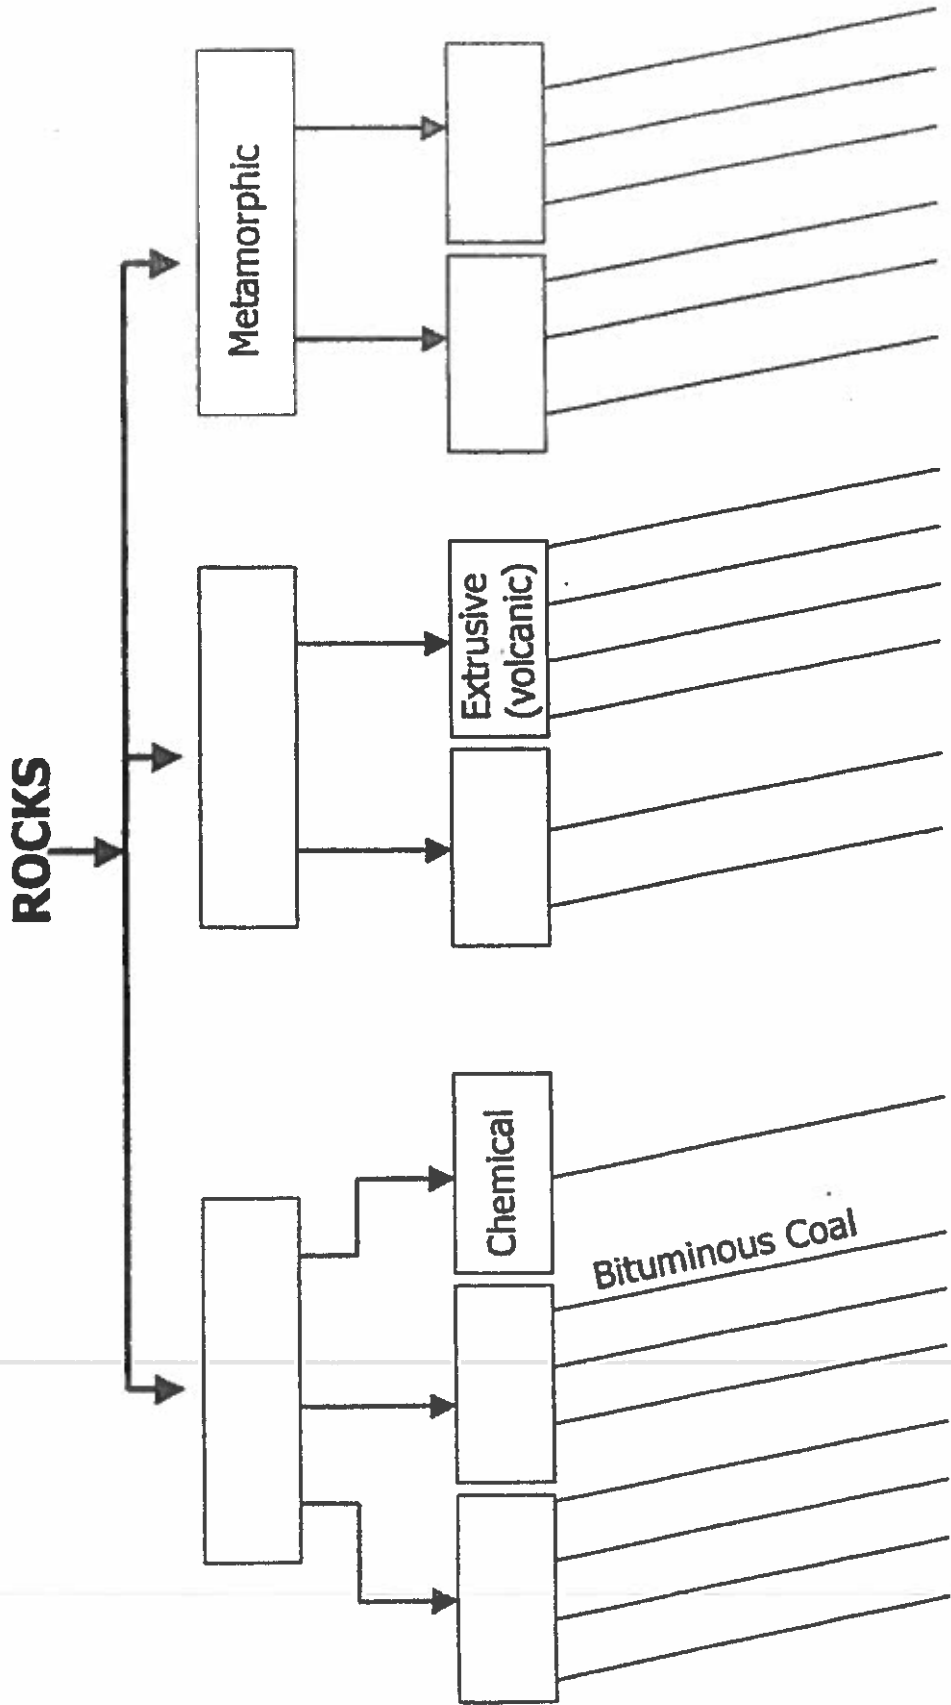 ROCKS
Metamorphic
Extrusive
(volcanic)
Chemical
Bituminous Coal